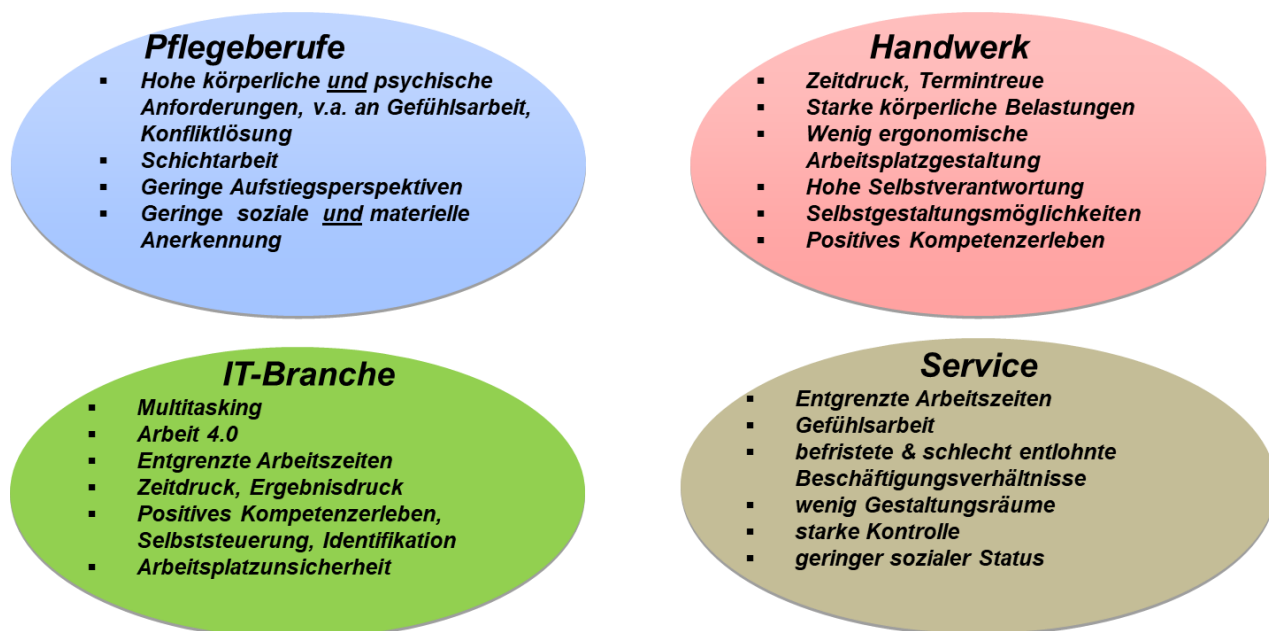 Pflegeberufe
▪ Hohe körperliche und psychische
Anforderungen, v.a. an Gefühlsarbeit,
Konfliktlösung
▪ Schichtarbeit
▪ Geringe Aufstiegsperspektiven
▪ Geringe soziale und materielle
Anerkennung
Handwerk
▪ Zeitdruck, Termintreue
▪ Starke körperliche Belastungen
▪ Wenig ergonomische
Arbeitsplatzgestaltung
▪ Hohe Selbstverantwortung
▪ Selbstgestaltungsmöglichkeiten
▪ Positives Kompetenzerleben
IT-Branche
▪ Multitasking
▪ Arbeit 4.0
▪ Entgrenzte Arbeitszeiten
▪ Zeitdruck, Ergebnisdruck
▪ Positives Kompetenzerleben,
Selbststeuerung, Identifikation
▪ Arbeitsplatzunsicherheit
Service
▪ Entgrenzte Arbeitszeiten
▪ Gefühlsarbeit
▪ befristete & schlecht entlohnte
Beschäftigungsverhältnisse
▪ wenig Gestaltungsräume
▪ starke Kontrolle
▪ geringer sozialer Status